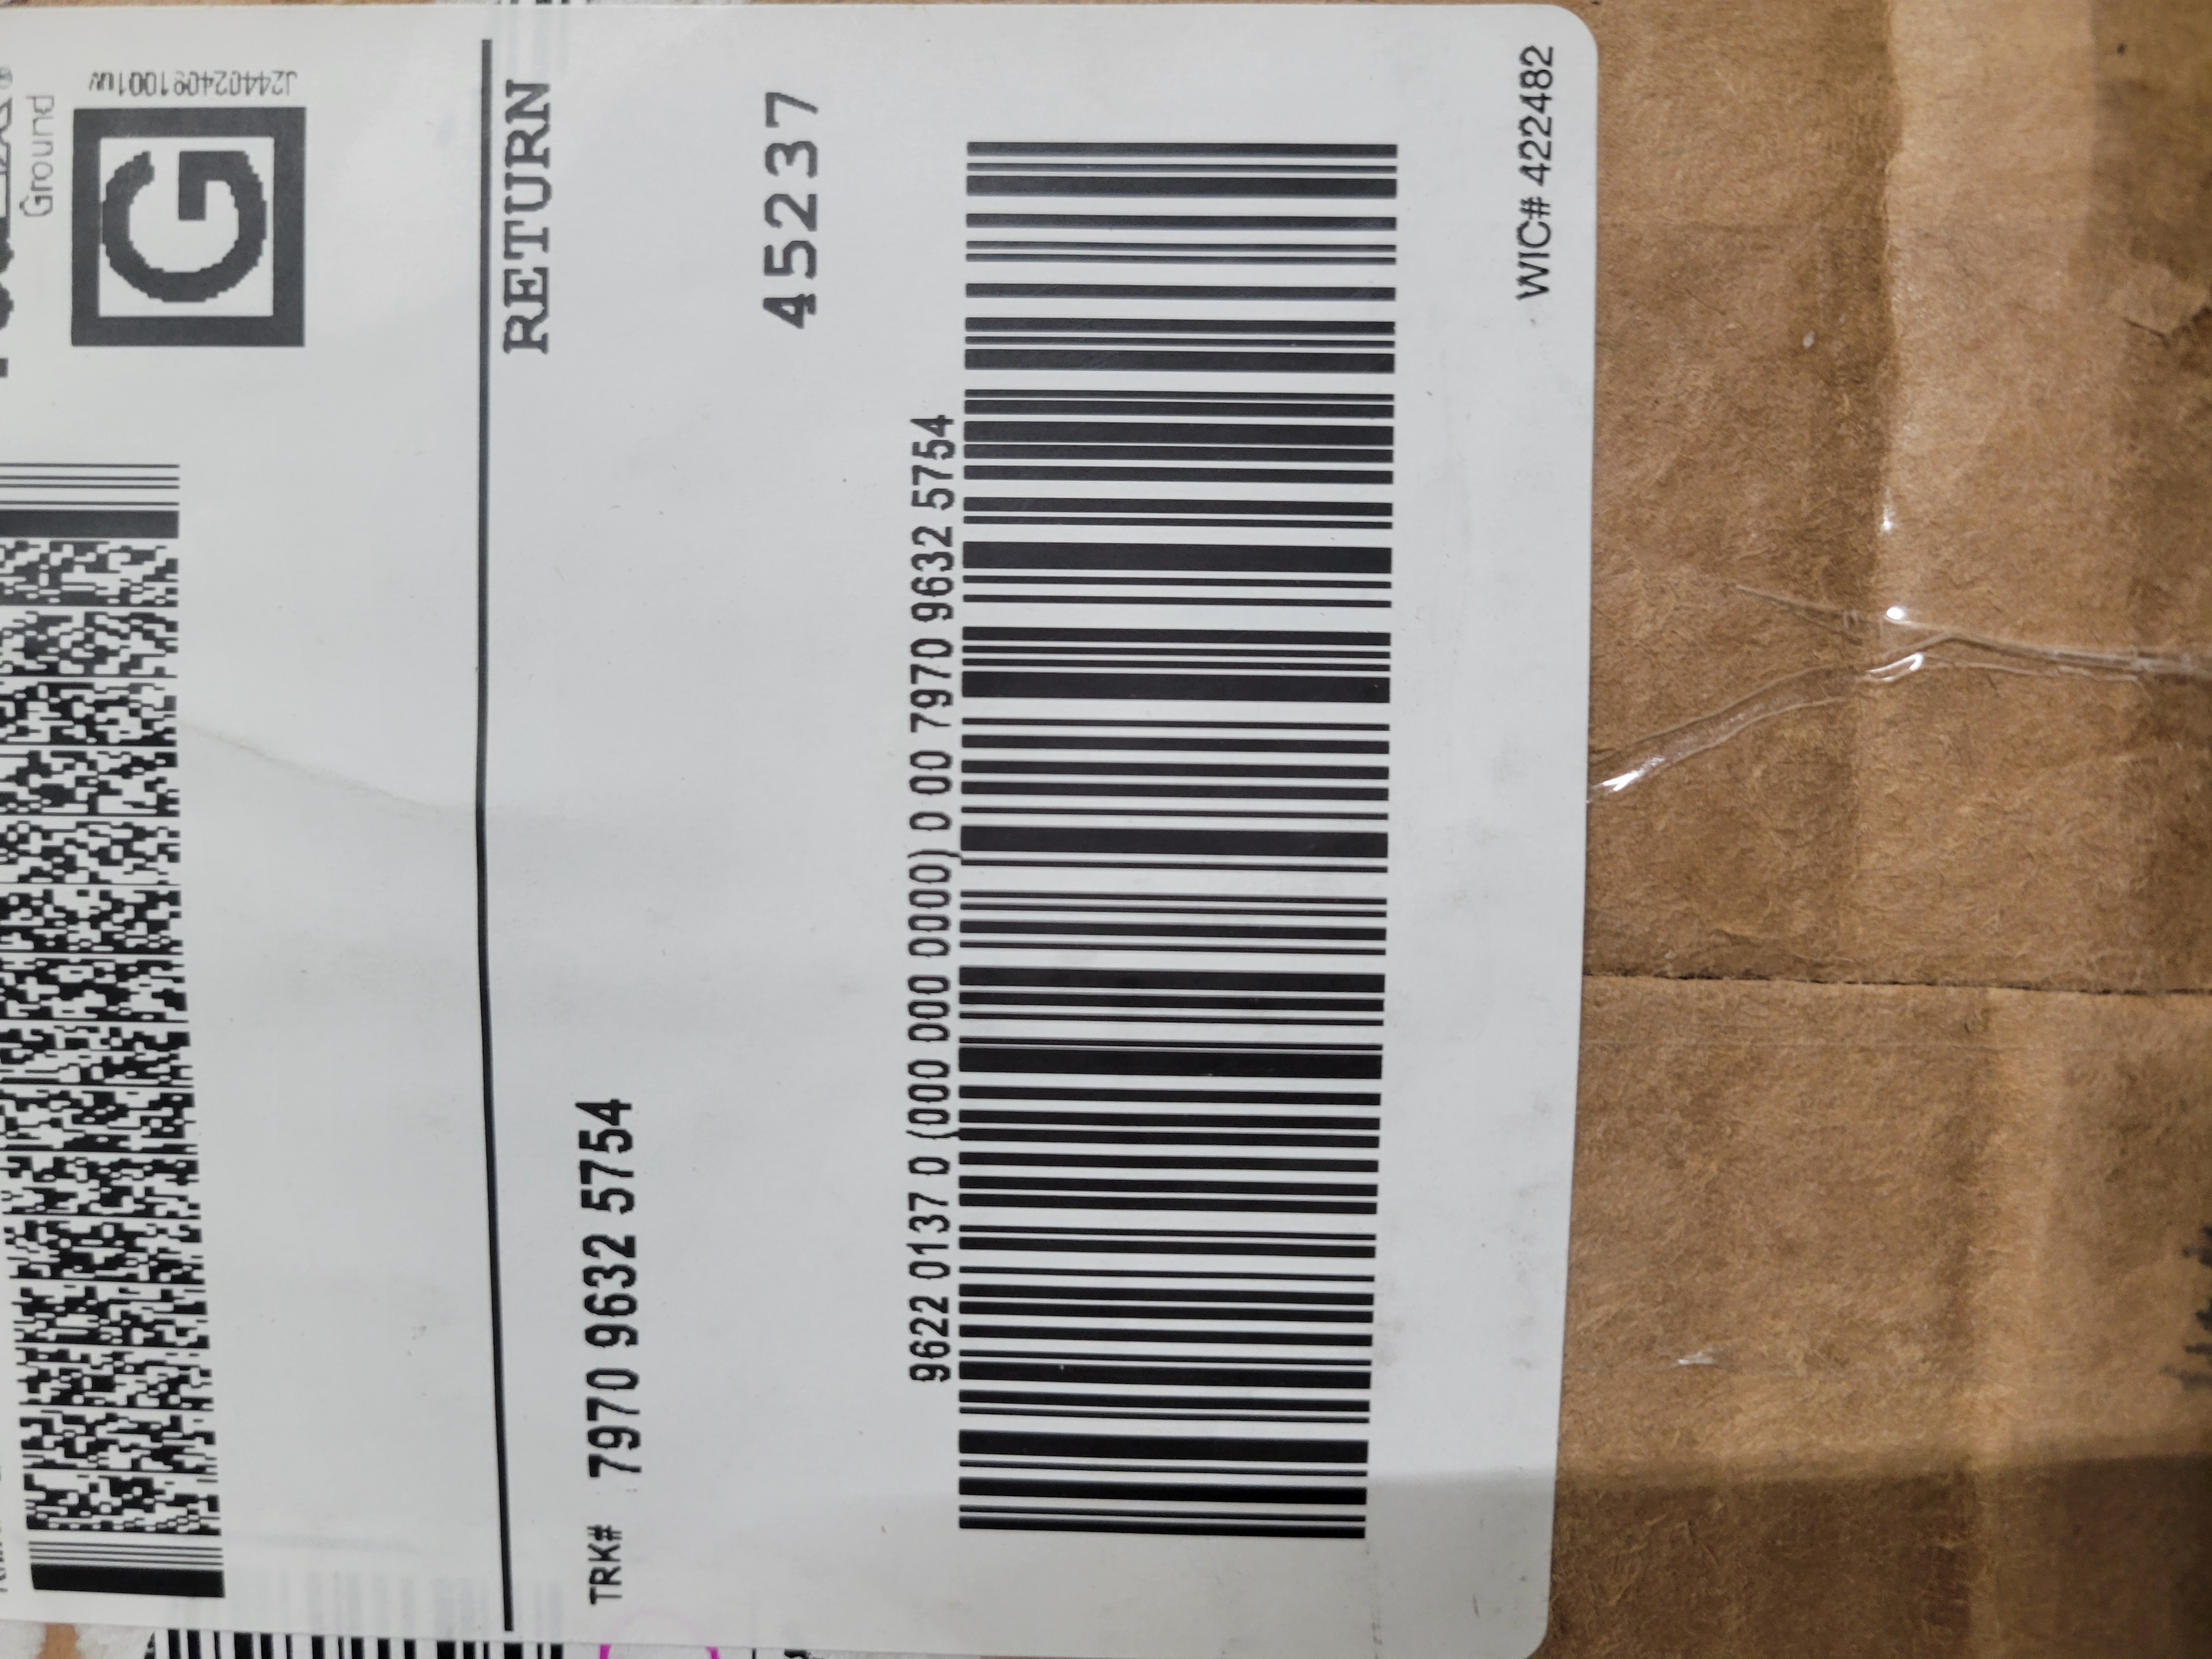 Ground
G
J244024091001uv
RETURN
TRK# 7970 9632 5754
45237
9622 0137 0 (000 000 0000) 0 00 7970 9632 5754
WIC# 422482